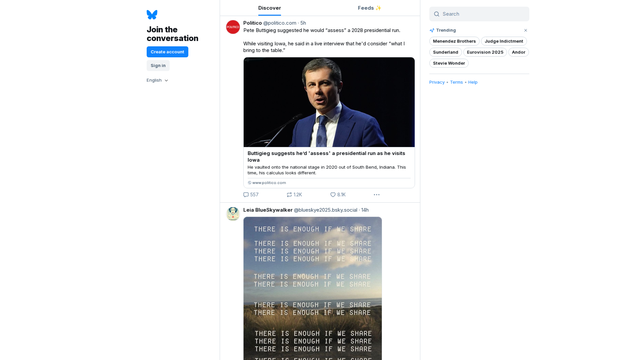 Join the
conversation
Create account
Sign in
English
Discover
Feeds ✨
Politico @politico.com · 5h
Pete Buttigieg suggested he would "assess" a 2028 presidential run.
While visiting Iowa, he said in a live interview that he'd consider "what I
bring to the table."
Buttigieg suggests he'd 'assess' a presidential run as he visits
Iowa
He vaulted onto the national stage in 2020 out of South Bend, Indiana. This
time, his calculus looks different.
www.politico.com
557
1.2K
6.1K
Leia BlueSkywalker @blueskye2025.bsky.social · 14h
THERE IS ENOUGH IF WE SHARE
THERE IS ENOUGH IF WE SHARE
THERE IS ENOUGH IF WE SHARE
THERE IS ENOUGH IF WE SHARE
THERE IS ENOUGH IF WE SHARE
THERE IS ENOUGH IF WE SHARE
THERE IS ENOUGH IF WE SHARE
THERE IS ENOUGH IF WE SHARE
THERE IS ENOUGH IF WE SHARE
THERE IS ENOUGH IF WE SHARE
THERE IS ENOUGH IF WE SHARE
THERE IS ENOUGH IF WE SHARE
Search
Trending
Menendez Brothers
Judge Indictment
Sunderland
Eurovision 2025
Andor
Stevie Wonder
Privacy • Terms • Help